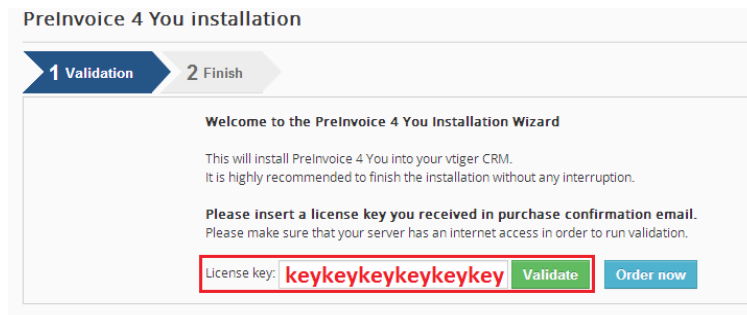 PreInvoice 4 You installation
1 Validation 2 Finish
Welcome to the PreInvoice 4 You Installation Wizard
This will install PreInvoice 4 You into your vtiger CRM.
It is highly recommended to finish the installation without any interruption.
Please insert a license key you received in purchase confirmation email.
Please make sure that your server has an internet access in order to run validation.
License key: keykeykeykeykeykey Validate Order now